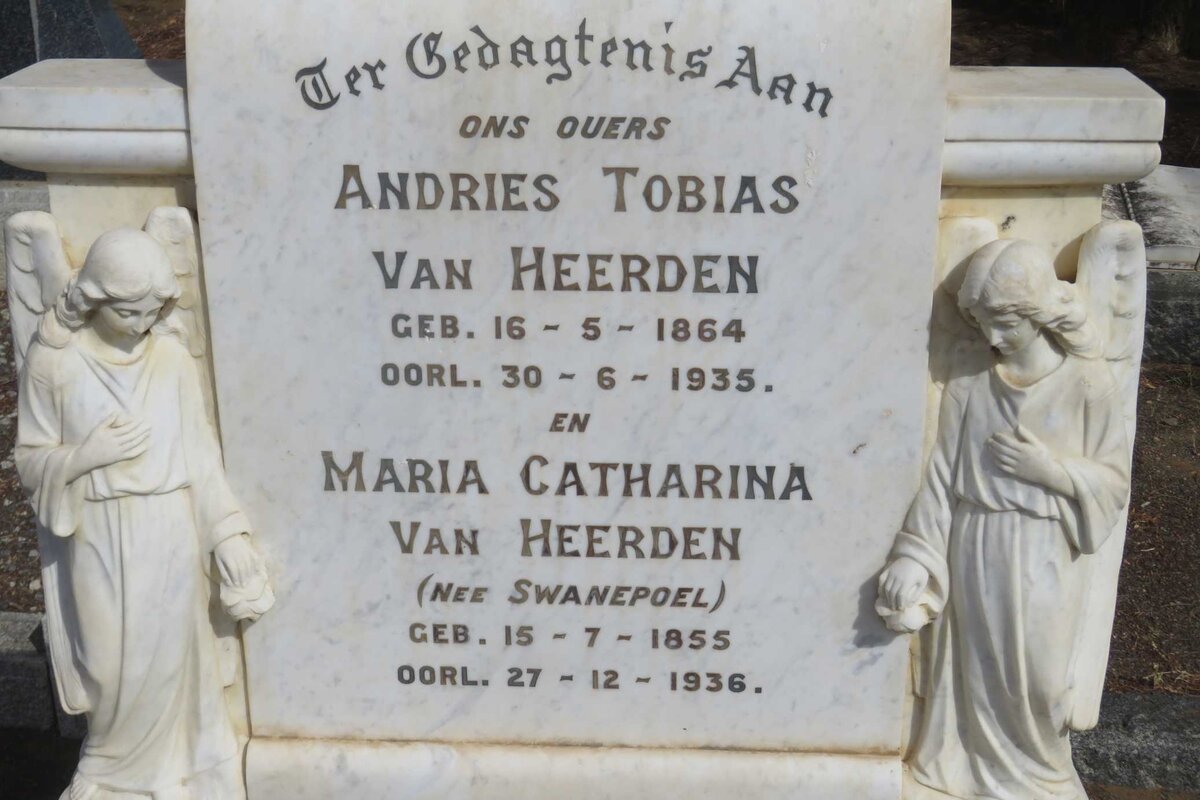 Ter Gedagtenis Aan
ONS OUERS
ANDRIES TOBIAS
VAN HEERDEN
GEB. 16 - 5 - 1864
OORL. 30 - 6 - 1935.
EN
MARIA CATHARINA
VAN HEERDEN
(NEE SWANEPOEL)
GEB. 15 - 7 - 1855
OORL. 27 - 12 - 1936.